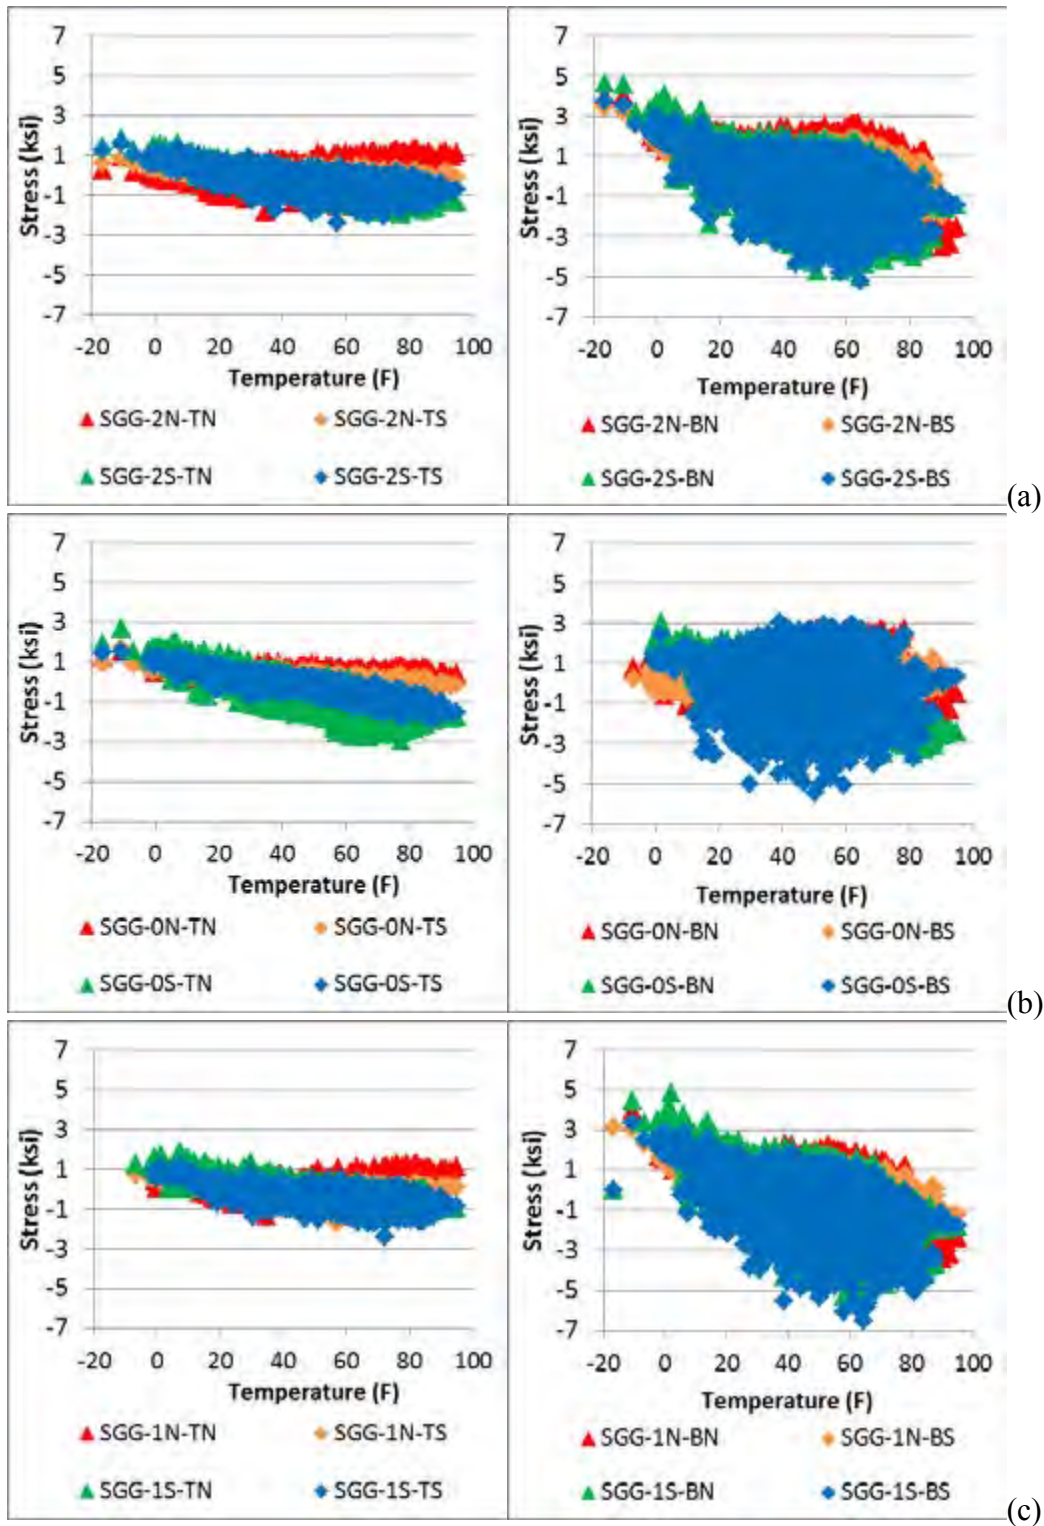 7
5
3
1
-1
-3
-5
-7
Stress (ksi)
-20 0 20 40 60 80 100
Temperature (F)
SGG-2N-TN SGG-2N-TS
SGG-2S-TN SGG-2S-TS
7
5
3
1
-1
-3
-5
-7
Stress (ksi)
-20 0 20 40 60 80 100
Temperature (F)
SGG-2N-BN SGG-2N-BS
SGG-2S-BN SGG-2S-BS
(a)
7
5
3
1
-1
-3
-5
-7
Stress (ksi)
-20 0 20 40 60 80 100
Temperature (F)
SGG-0N-TN SGG-0N-TS
SGG-0S-TN SGG-0S-TS
7
5
3
1
-1
-3
-5
-7
Stress (ksi)
-20 0 20 40 60 80 100
Temperature (F)
SGG-0N-BN SGG-0N-BS
SGG-0S-BN SGG-0S-BS
(b)
7
5
3
1
-1
-3
-5
-7
Stress (ksi)
-20 0 20 40 60 80 100
Temperature (F)
SGG-1N-TN SGG-1N-TS
SGG-1S-TN SGG-1S-TS
7
5
3
1
-1
-3
-5
-7
Stress (ksi)
-20 0 20 40 60 80 100
Temperature (F)
SGG-1N-BN SGG-1N-BS
SGG-1S-BN SGG-1S-BS
(c)